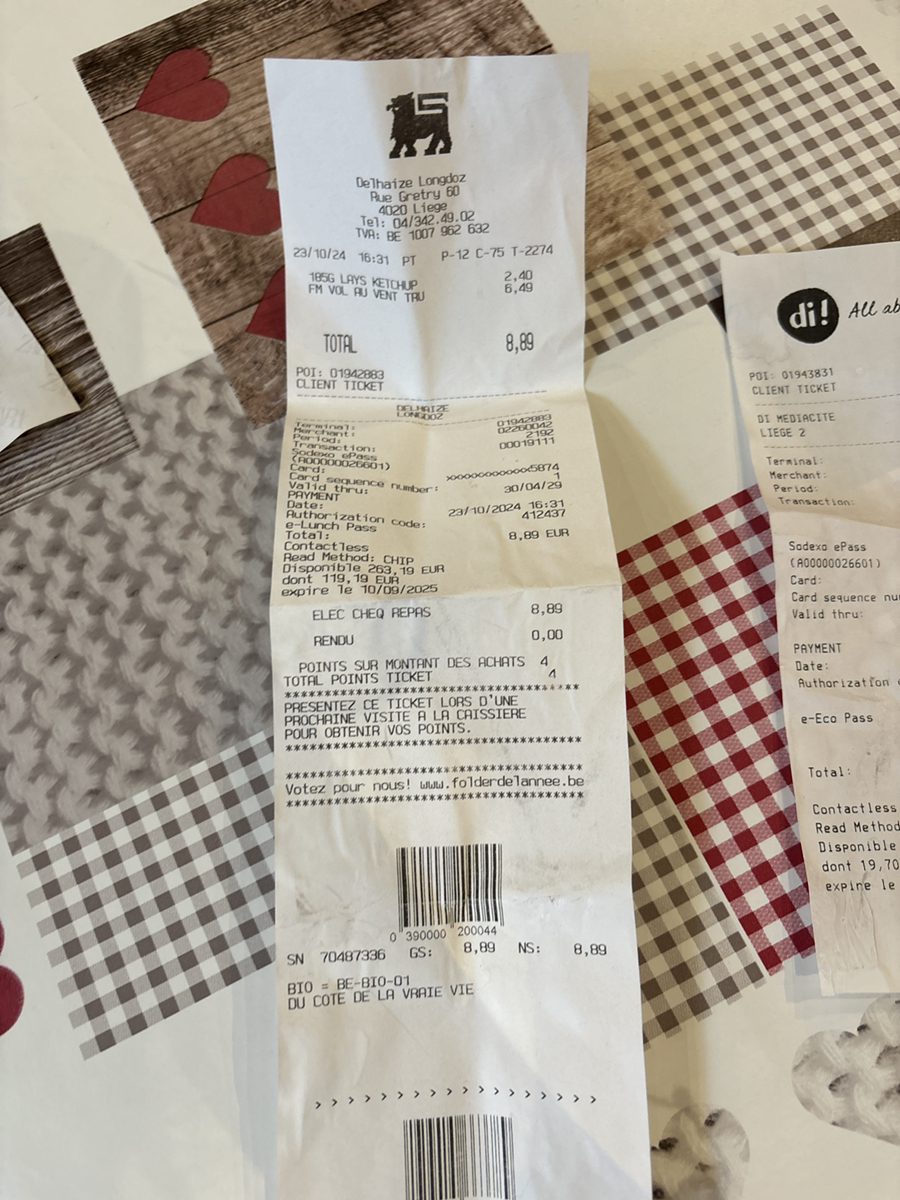 Delhaize Longdoz
Rue Gretry 60
4020 Liege
Tel: 04/342.49.02
TVA: BE 1007 962 632
23/10/24 16:31 PT P-12 C-75 T-2274
185G LAYS KETCHUP 2,40
FM VOL AU VENT TRU 6,49
TOTAL 8,89
POI: 01942883
CLIENT TICKET
DELHAIZE
LONGDOZ
Terminal: 01942883
Merchant: 02260042
Period: 2192
Transaction: 00019111
Sodexo ePass
(A00000026601)
Card: xxxxxxxxxxxxx5874
Card sequence number: 1
Valid thru: 30/04/29
PAYMENT
Date: 23/10/2024 16:31
Authorization code: 412437
e-Lunch Pass
Total: 8,89 EUR
Contactless
Read Method: CHIP
Disponible 263,19 EUR
dont 119,19 EUR
expire le 10/09/2025
ELEC CHEQ REPAS 8,89
RENDU 0,00
POINTS SUR MONTANT DES ACHATS 4
TOTAL POINTS TICKET 4
****************************************
PRESENTEZ CE TICKET LORS D'UNE
PROCHAINE VISITE A LA CAISSIERE
POUR OBTENIR VOS POINTS.
****************************************
****************************************
Votez pour nous! www.folderdelannee.be
****************************************
0 390000 200044
SN 70487336 GS: 8,89 NS: 8,89
BIO = BE-BIO-01
DU COTE DE LA VRAIE VIE
> > > > > > > > > > > > > > > >
di! All ab
POI: 01943831
CLIENT TICKET
DI MEDIACITE
LIEGE 2
Terminal:
Merchant:
Period:
Transaction:
Sodexo ePass
(A00000026601)
Card:
Card sequence nu
Valid thru:
PAYMENT
Date:
Authorization
e-Eco Pass
Total:
Contactless
Read Method
Disponible
dont 19,70
expire le